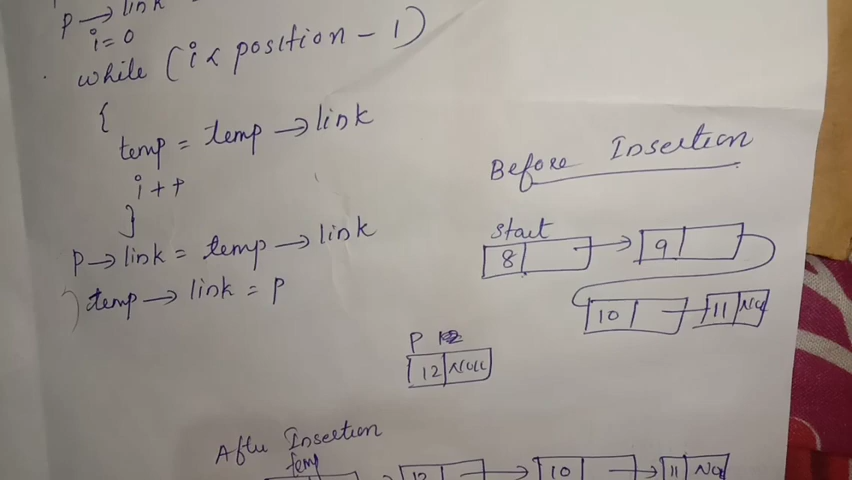 P → link
i = 0
while (i < position - 1)
{
temp = temp → link
i++
}
P → link = temp → link
temp → link = P
Before Insertion
start
8
9
10
11
P
12 NULL
After Insertion
temp
12
10
11